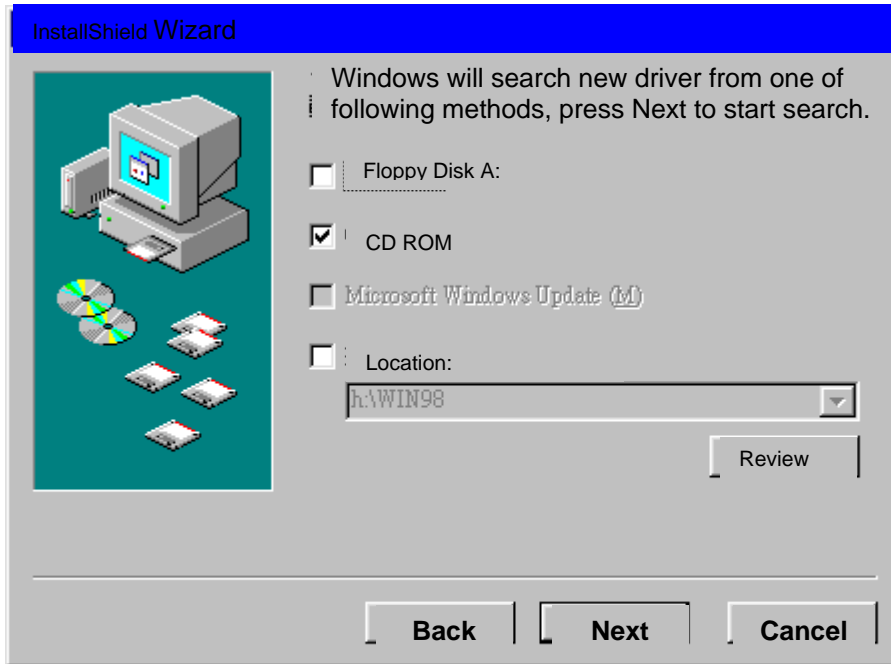 InstallShield Wizard
Windows will search new driver from one of
following methods, press Next to start search.
Floppy Disk A:
CD ROM
Microsoft Windows Update (M)
Location:
h:\WIN98
Review
Back
Next
Cancel